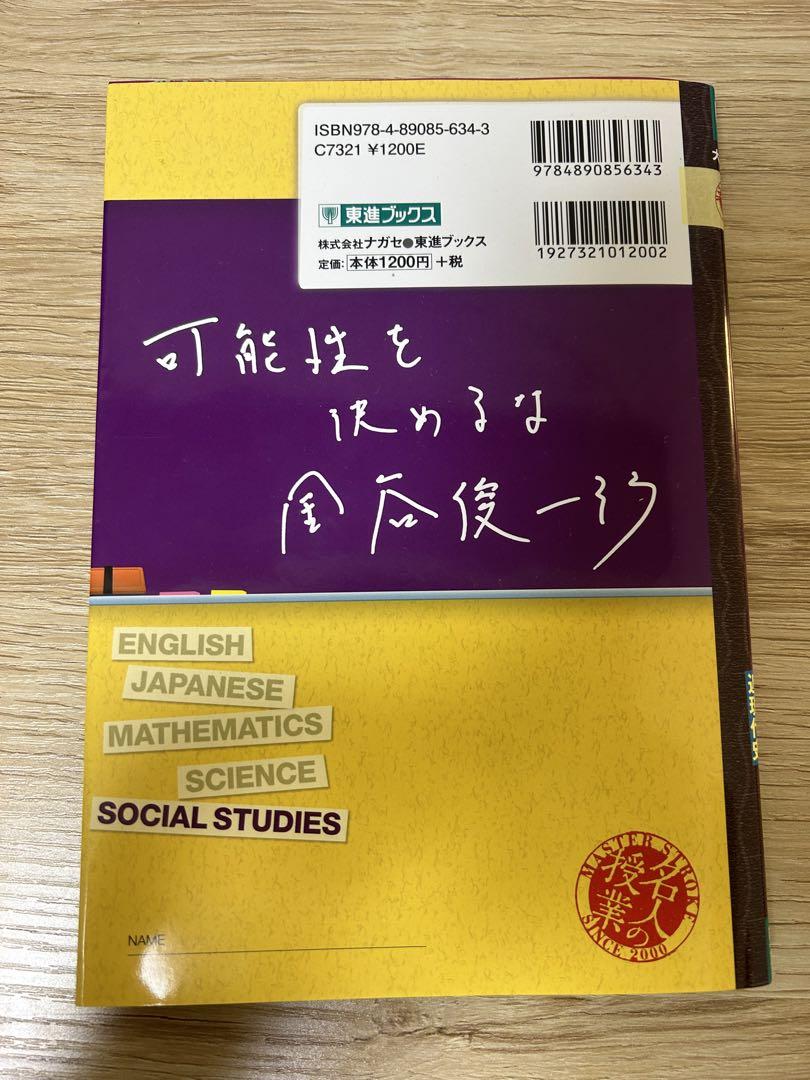 ISBN978-4-89085-634-3
C7321 ¥1200E
9784890856343
東進ブックス
株式会社ナガセ●東進ブックス
定価：本体1200円＋税
1927321012002
可能性を
決めるな
金谷俊一郎
ENGLISH
JAPANESE
MATHEMATICS
SCIENCE
SOCIAL STUDIES
MASTER STROKE
名人の
授業
SINCE 2000
NAME